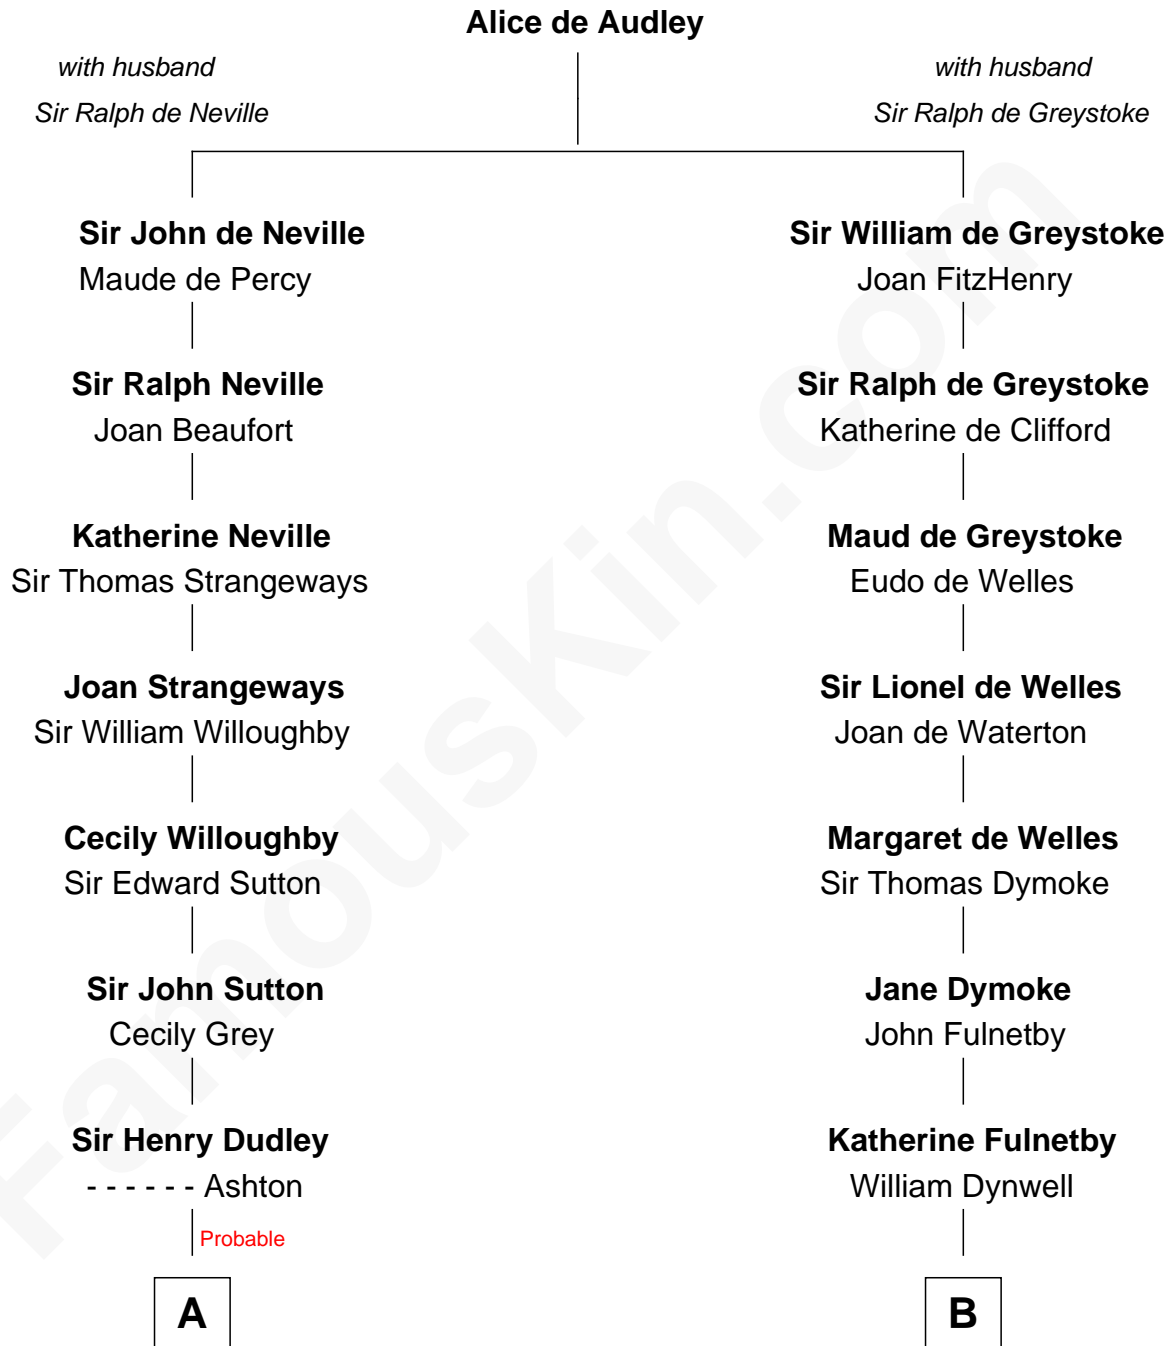 Alice de Audley
with husband
Sir Ralph de Neville
with husband
Sir Ralph de Greystoke
Sir John de Neville
Maude de Percy
Sir William de Greystoke
Joan FitzHenry
Sir Ralph Neville
Joan Beaufort
Sir Ralph de Greystoke
Katherine de Clifford
Katherine Neville
Sir Thomas Strangeways
Maud de Greystoke
Eudo de Welles
Joan Strangeways
Sir William Willoughby
Sir Lionel de Welles
Joan de Waterton
Cecily Willoughby
Sir Edward Sutton
Margaret de Welles
Sir Thomas Dymoke
Sir John Sutton
Cecily Grey
Jane Dymoke
John Fulnetby
Sir Henry Dudley
- - - - - - Ashton
Katherine Fulnetby
William Dynwell
Probable
A
B
FamousKin.com